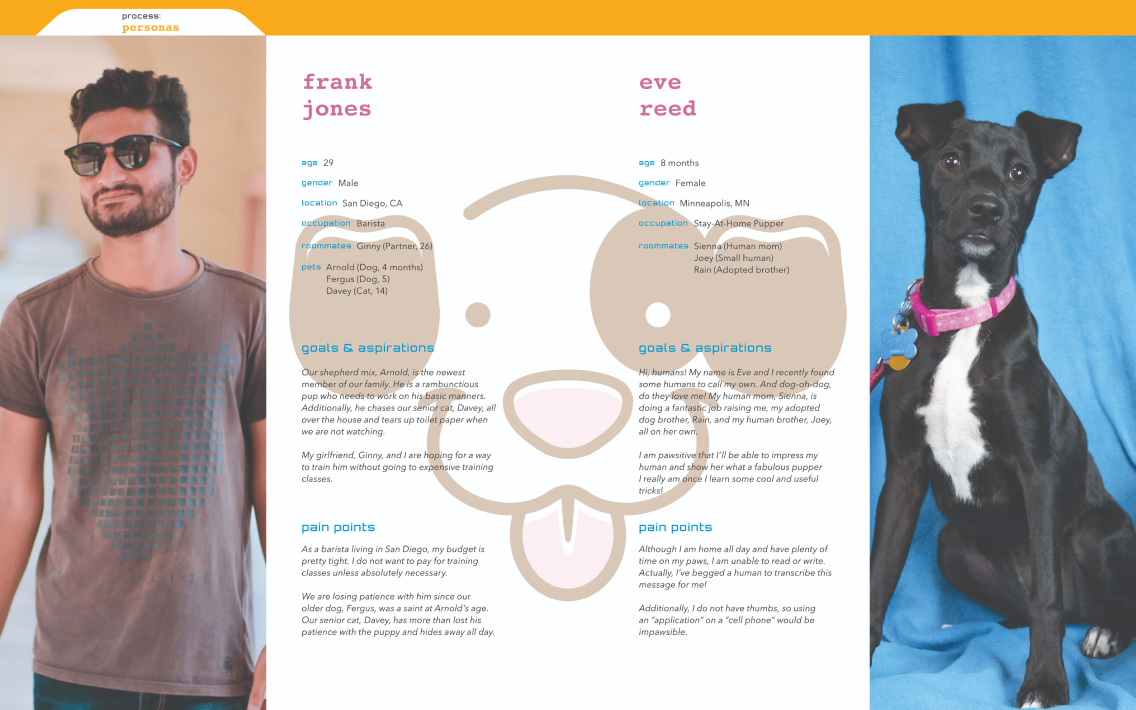 process:
personas
frank
jones
age 29
gender Male
location San Diego, CA
occupation Barista
roommates Ginny (Partner, 26)
pets Arnold (Dog, 4 months)
Fergus (Dog, 5)
Davey (Cat, 14)
goals & aspirations
Our shepherd mix, Arnold, is the newest
member of our family. He is a rambunctious
pup who needs to work on his basic manners.
Additionally, he chases our senior cat, Davey, all
over the house and tears up toilet paper when
we are not watching.
My girlfriend, Ginny, and I are hoping for a way
to train him without going to expensive training
classes.
pain points
As a barista living in San Diego, my budget is
pretty tight. I do not want to pay for training
classes unless absolutely necessary.
We are losing patience with him since our
older dog, Fergus, was a saint at Arnold's age.
Our senior cat, Davey, has more than lost his
patience with the puppy and hides away all day.
eve
reed
age 8 months
gender Female
location Minneapolis, MN
occupation Stay-At-Home Pupper
roommates Sienna (Human mom)
Joey (Small human)
Rain (Adopted brother)
goals & aspirations
Hi, humans! My name is Eve and I recently found
some humans to call my own. And dog-oh-dog,
do they love me! My human mom, Sienna, is
doing a fantastic job raising me, my adopted
dog brother, Rain, and my human brother, Joey,
all on her own.
I am pawsitive that I'll be able to impress my
human and show her what a fabulous pupper
I really am once I learn some cool and useful
tricks!
pain points
Although I am home all day and have plenty of
time on my paws, I am unable to read or write.
Actually, I've begged a human to transcribe this
message for me!
Additionally, I do not have thumbs, so using
an "application" on a "cell phone" would be
impawsible.